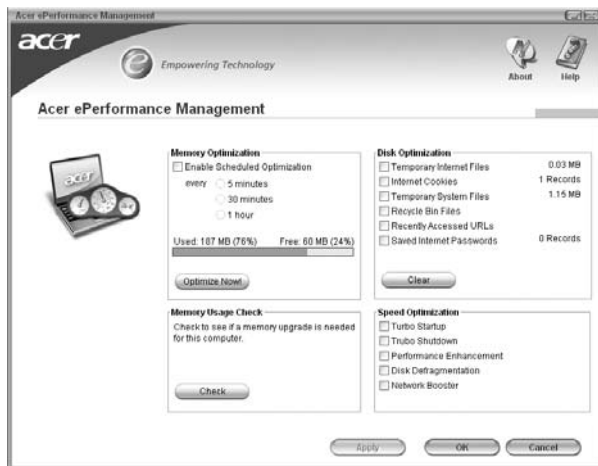 Acer ePerformance Management
acer
e Empowering Technology
About
Help
Acer ePerformance Management
acer
Memory Optimization
Enable Scheduled Optimization
every 5 minutes
30 minutes
1 hour
Used: 187 MB (76%) Free: 60 MB (24%)
Optimize Now!
Disk Optimization
Temporary Internet Files 0.03 MB
Internet Cookies 1 Records
Temporary System Files 1.15 MB
Recycle Bin Files
Recently Accessed URLs
Saved Internet Passwords 0 Records
Clear
Memory Usage Check
Check to see if a memory upgrade is needed
for this computer.
Check
Speed Optimization
Turbo Startup
Trubo Shutdown
Performance Enhancement
Disk Defragmentation
Network Booster
Apply
OK
Cancel